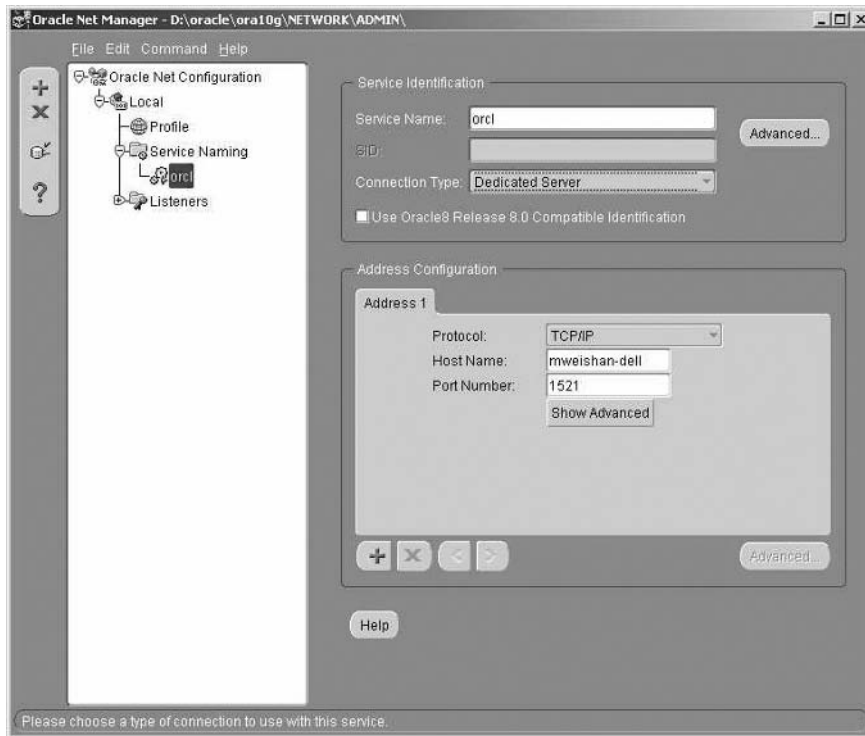 Oracle Net Manager - D:\oracle\ora10g\NETWORK\ADMIN\
File Edit Command Help
Oracle Net Configuration
Local
Profile
Service Naming
orcl
Listeners
Service Identification
Service Name: orcl
Advanced...
SID:
Connection Type: Dedicated Server
Use Oracle8 Release 8.0 Compatible Identification
Address Configuration
Address 1
Protocol: TCP/IP
Host Name: mweishan-dell
Port Number: 1521
Show Advanced
+ × < >
Advanced...
Help
Please choose a type of connection to use with this service.